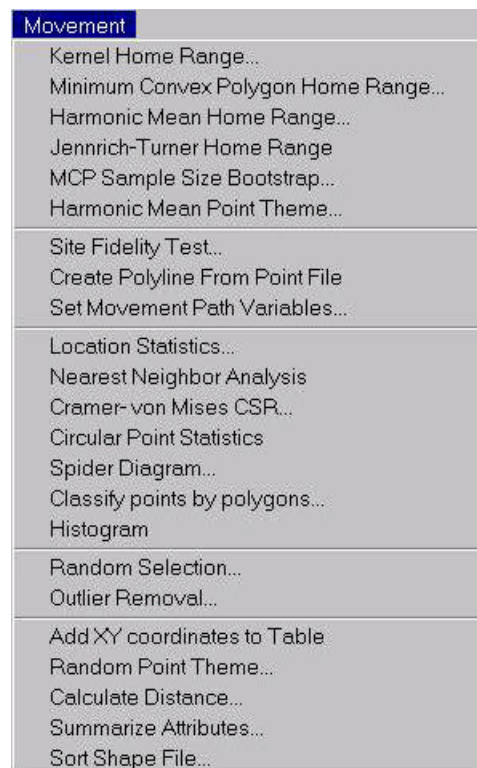 Movement
Kernel Home Range...
Minimum Convex Polygon Home Range...
Harmonic Mean Home Range...
Jennrich-Turner Home Range
MCP Sample Size Bootstrap...
Harmonic Mean Point Theme...
Site Fidelity Test...
Create Polyline From Point File
Set Movement Path Variables...
Location Statistics...
Nearest Neighbor Analysis
Cramer- von Mises CSR...
Circular Point Statistics
Spider Diagram...
Classify points by polygons...
Histogram
Random Selection...
Outlier Removal...
Add XY coordinates to Table
Random Point Theme...
Calculate Distance...
Summarize Attributes...
Sort Shape File...